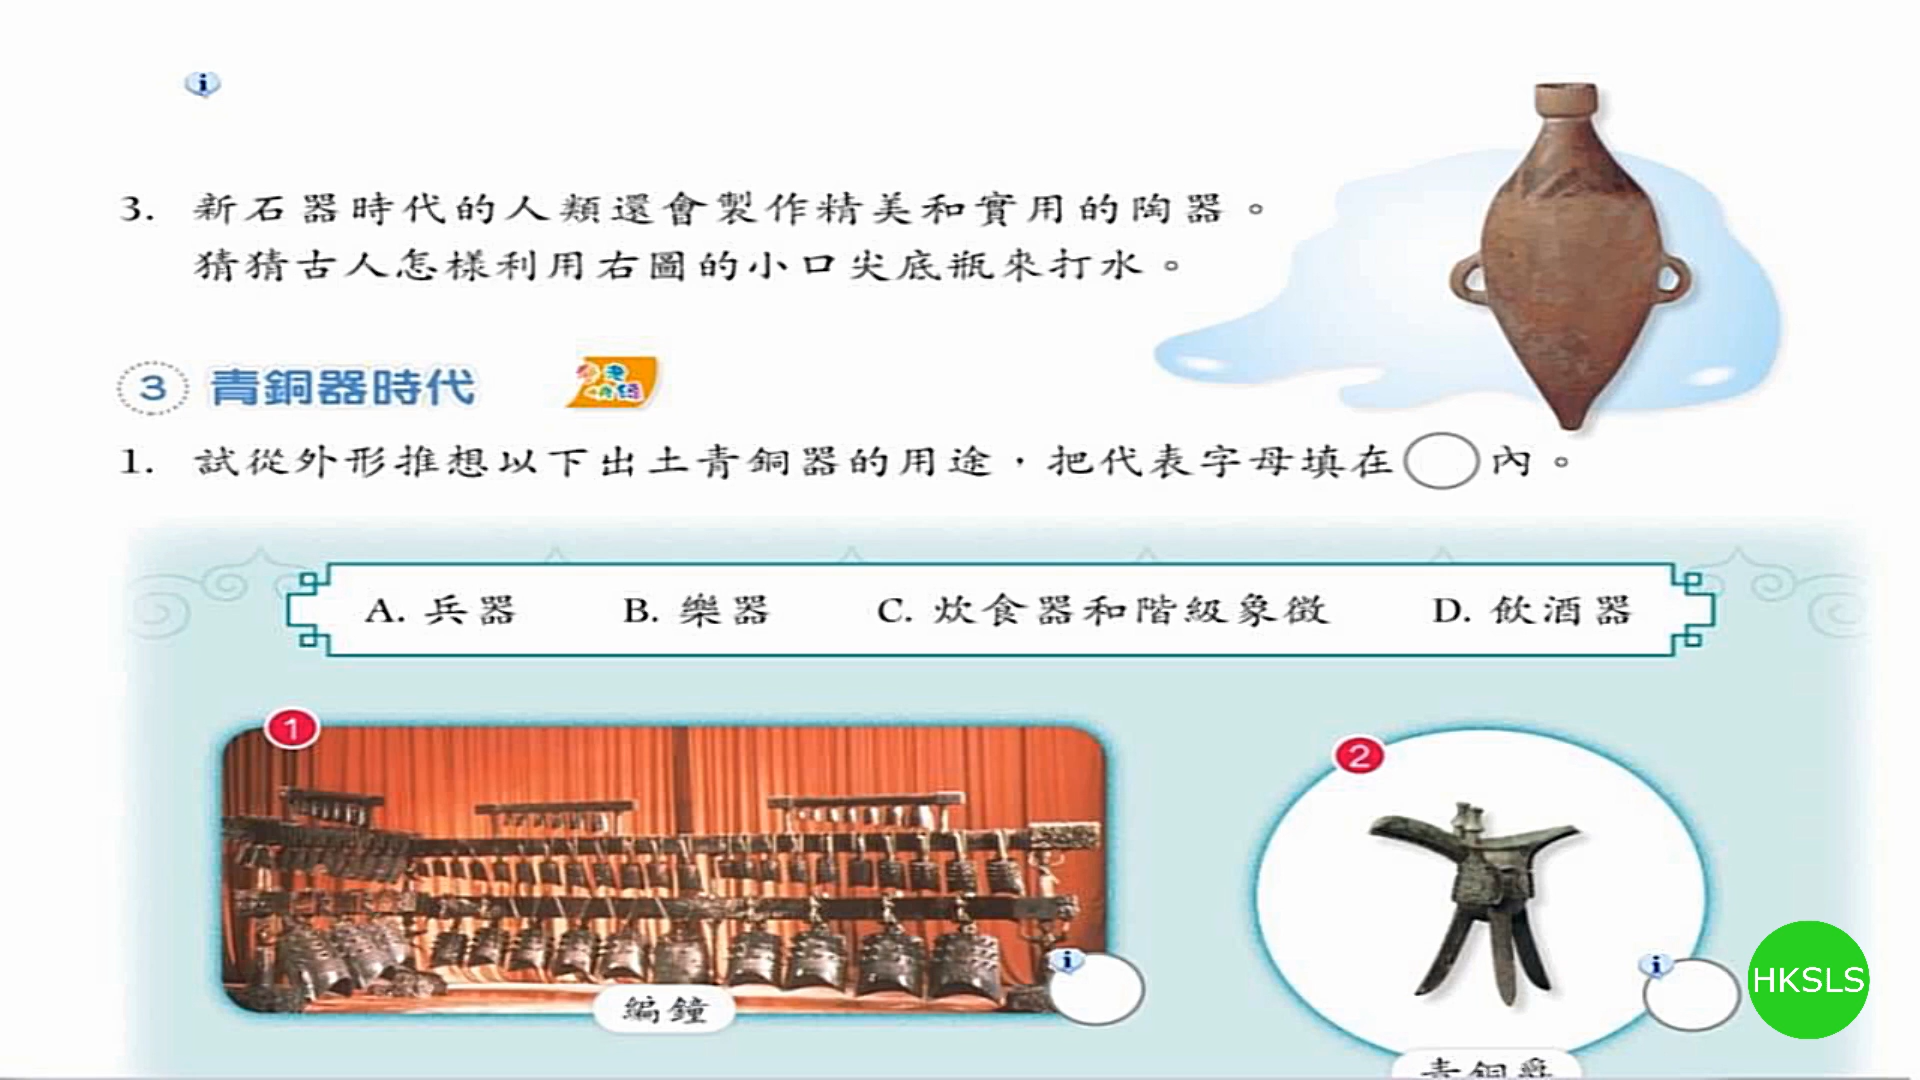 3. 新石器時代的人類還會製作精美和實用的陶器。
猜猜古人怎樣利用右圖的小口尖底瓶來打水。
3 青銅器時代
1. 試從外形推想以下出土青銅器的用途,把代表字母填在 內。
A. 兵器 B. 樂器 C. 炊食器和階級象徵 D. 飲酒器
1
2
編鐘
HKSLS
青銅爵